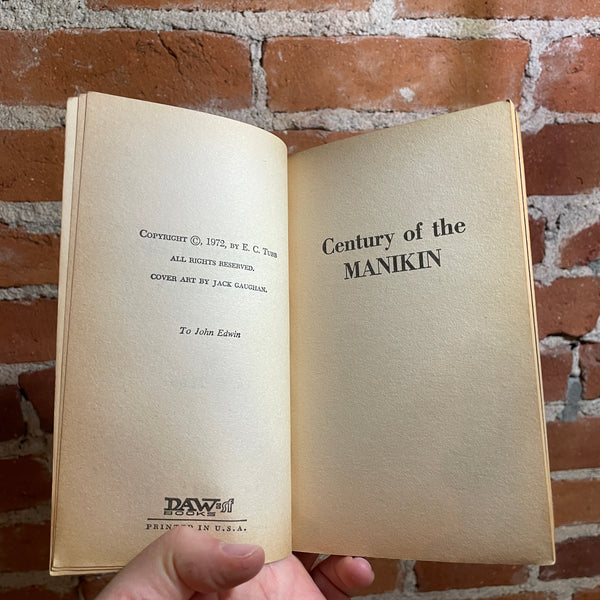 COPYRIGHT ©, 1972, BY E. C. TUBB
ALL RIGHTS RESERVED.
COVER ART BY JACK GAUGHAN.
To John Edwin
DAW sf
BOOKS
PRINTED IN U.S.A.
Century of the
MANIKIN